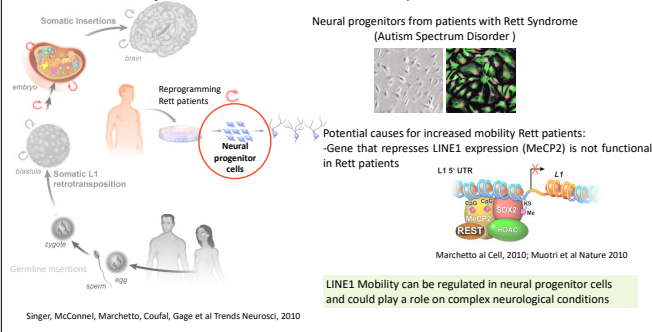 Somatic Insertions
brain
embryo
Reprogramming
Rett patients
Neural
progenitor
cells
Somatic L1
retrotransposition
blastula
zygote
Germline Insertions
egg
sperm
Singer, McConnel, Marchetto, Coufal, Gage et al Trends Neurosci, 2010
Neural progenitors from patients with Rett Syndrome
(Autism Spectrum Disorder )
Potential causes for increased mobility Rett patients:
-Gene that represses LINE1 expression (MeCP2) is not functional
in Rett patients
L1 5' UTR
L1
CpG CpG
K9
MeCP2
SOX2
Me
REST
HDAC
Marchetto al Cell, 2010; Muotri et al Nature 2010
LINE1 Mobility can be regulated in neural progenitor cells
and could play a role on complex neurological conditions